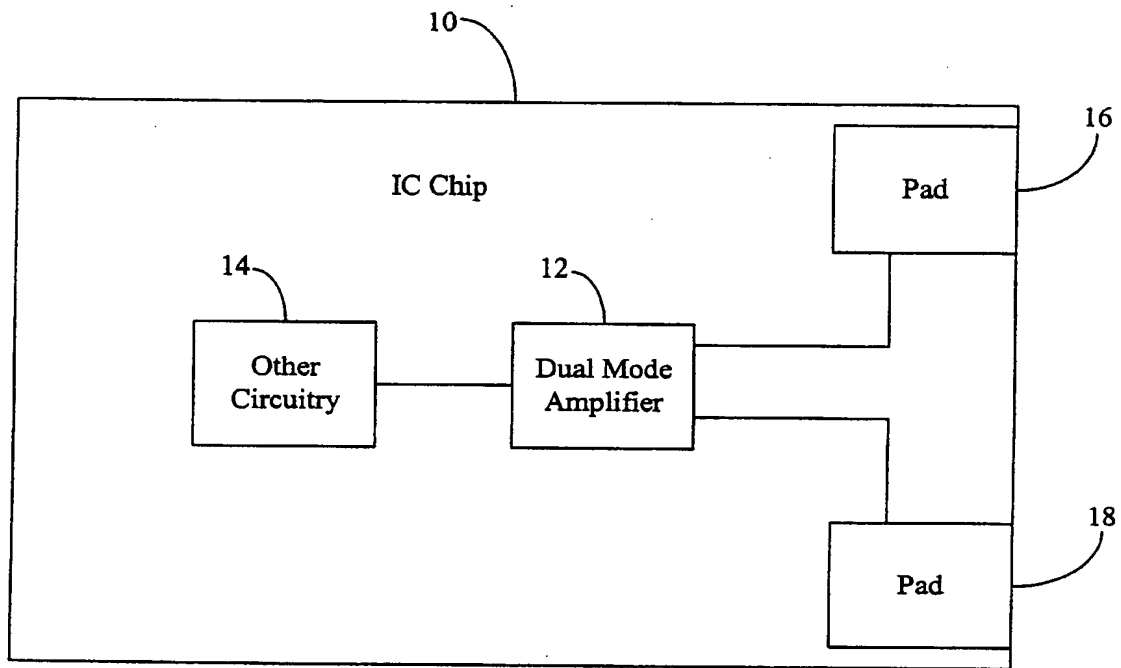 10
16
IC Chip
Pad
14
12
Other
Circuitry
Dual Mode
Amplifier
18
Pad